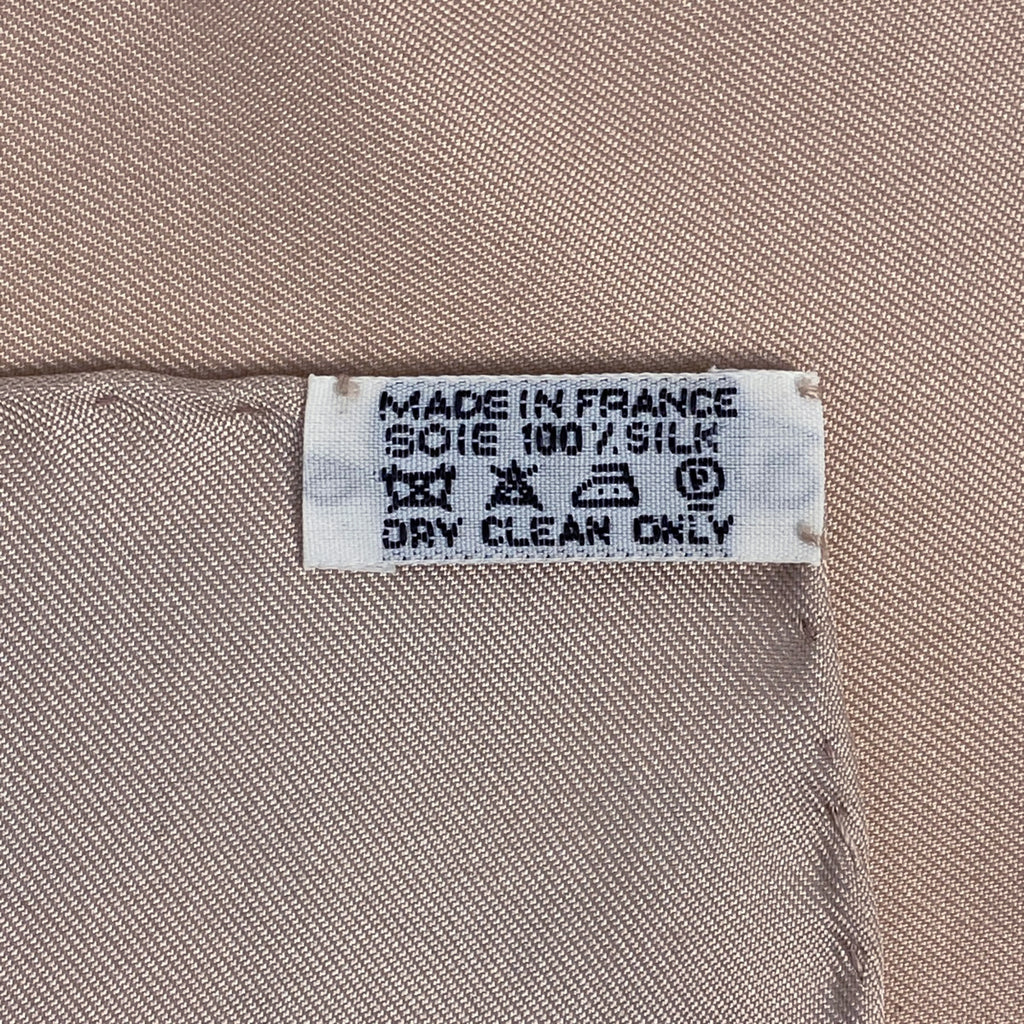 MADE IN FRANCE
SOIE 100% SILK
P
DRY CLEAN ONLY